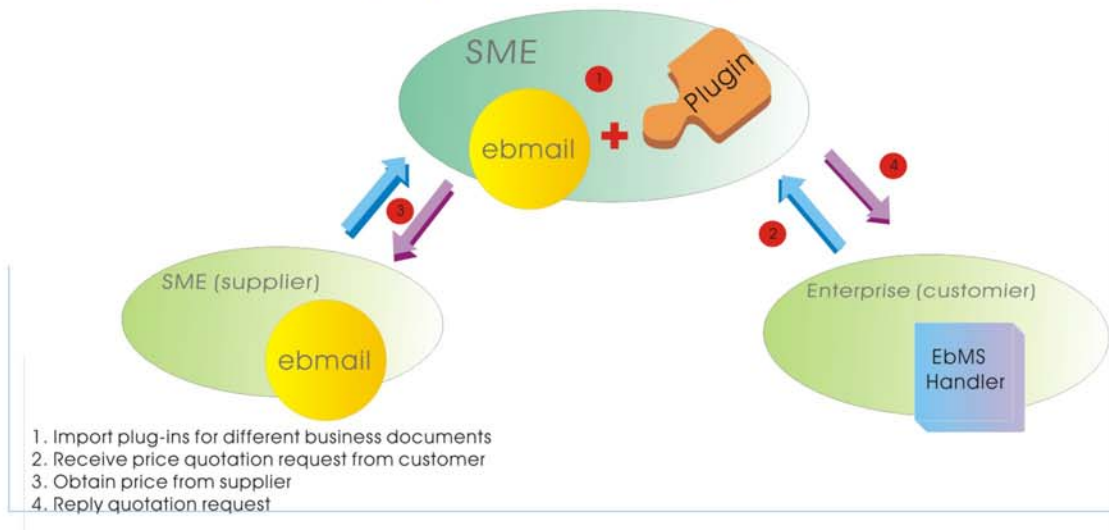 SME
1
Plugin
ebmail
3
4
2
SME (supplier)
ebmail
Enterprise (customier)
EbMS
Handler
1. Import plug-ins for different business documents
2. Receive price quotation request from customer
3. Obtain price from supplier
4. Reply quotation request